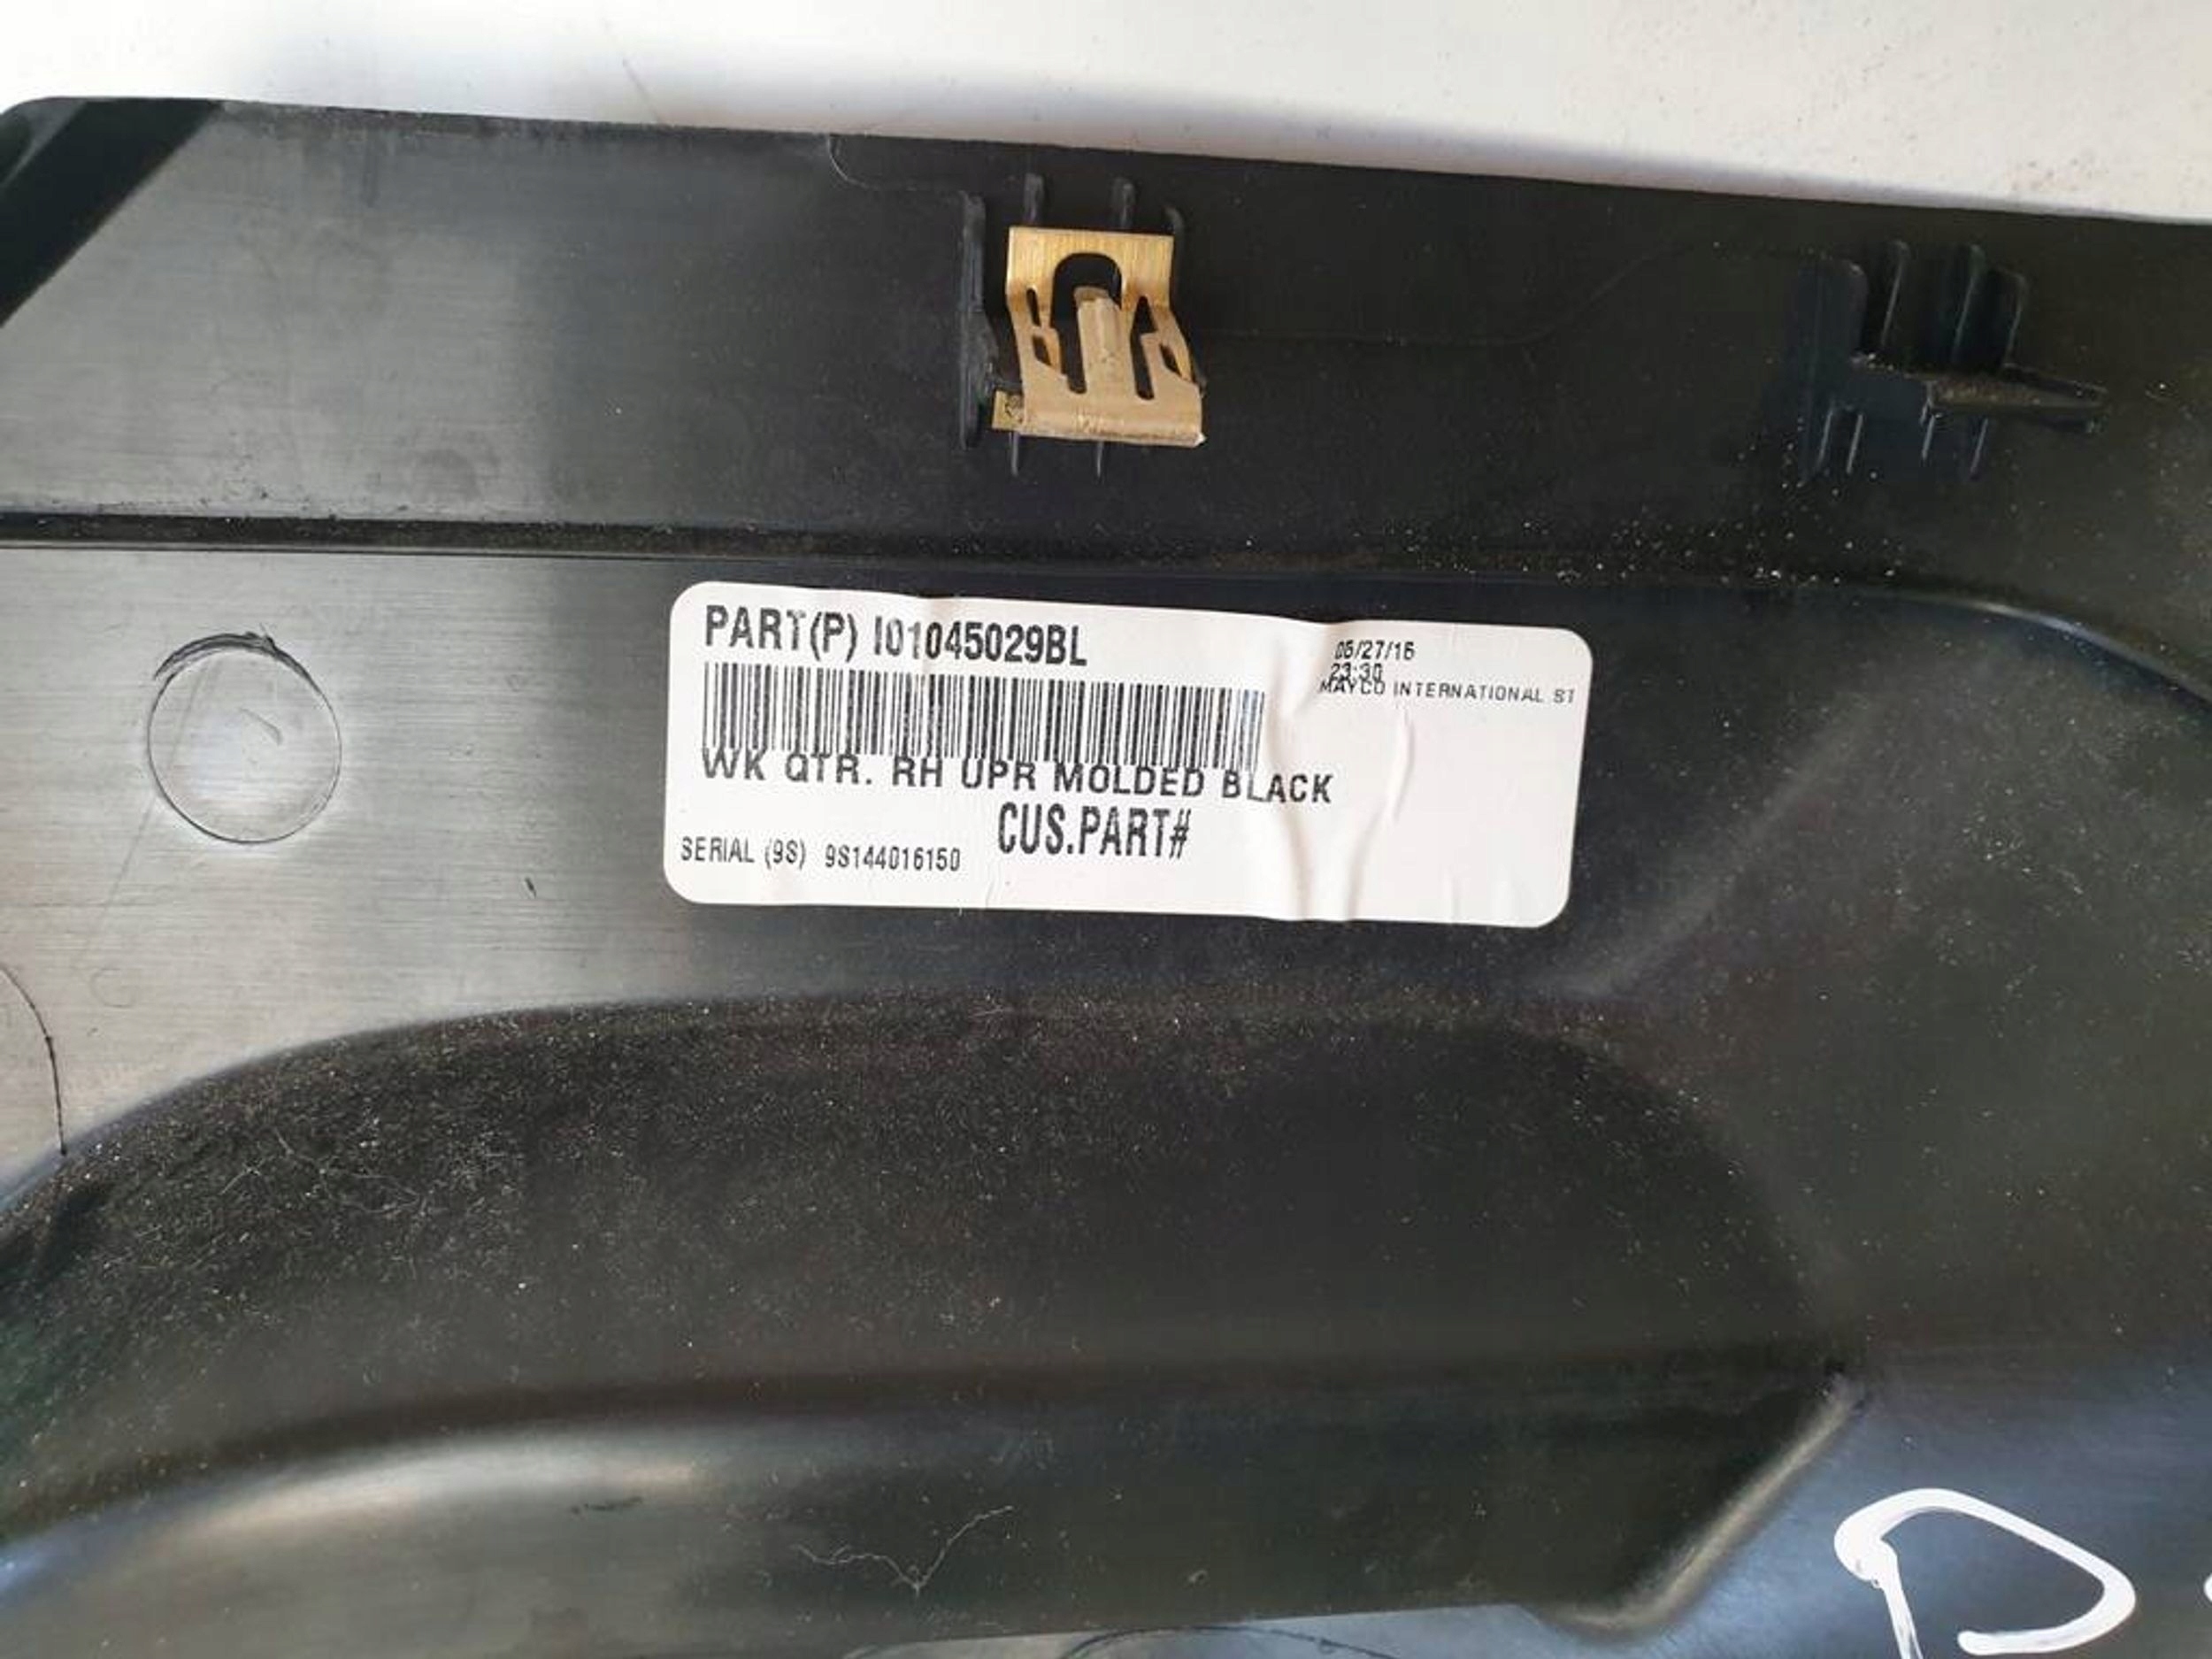 PART(P) I01045029BL
05/27/16
23:30
MAYCO INTERNATIONAL ST
WK QTR. RH UPR MOLDED BLACK
CUS.PART#
SERIAL (9S) 9S144016150
D